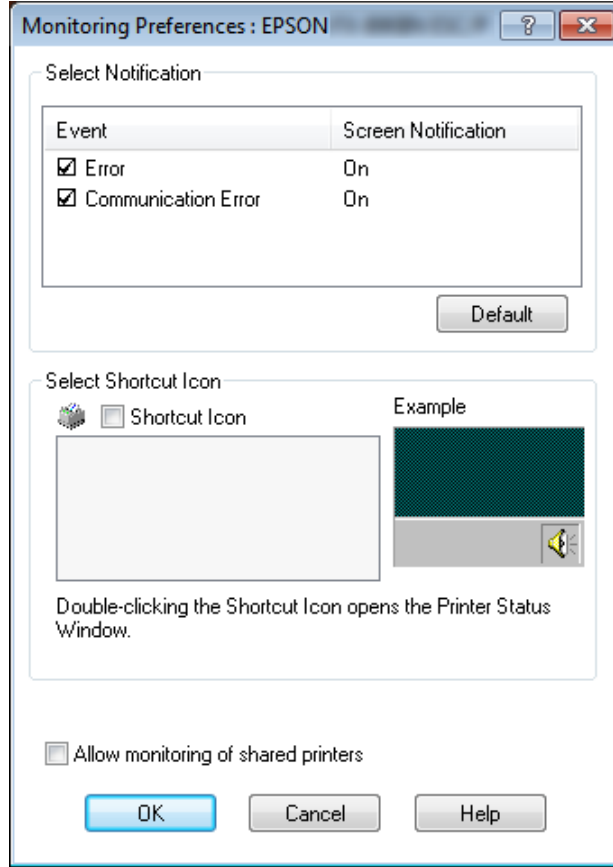 Monitoring Preferences : EPSON
Select Notification
Event Screen Notification
Error On
Communication Error On
Default
Select Shortcut Icon
Shortcut Icon
Example
Double-clicking the Shortcut Icon opens the Printer Status
Window.
Allow monitoring of shared printers
OK Cancel Help